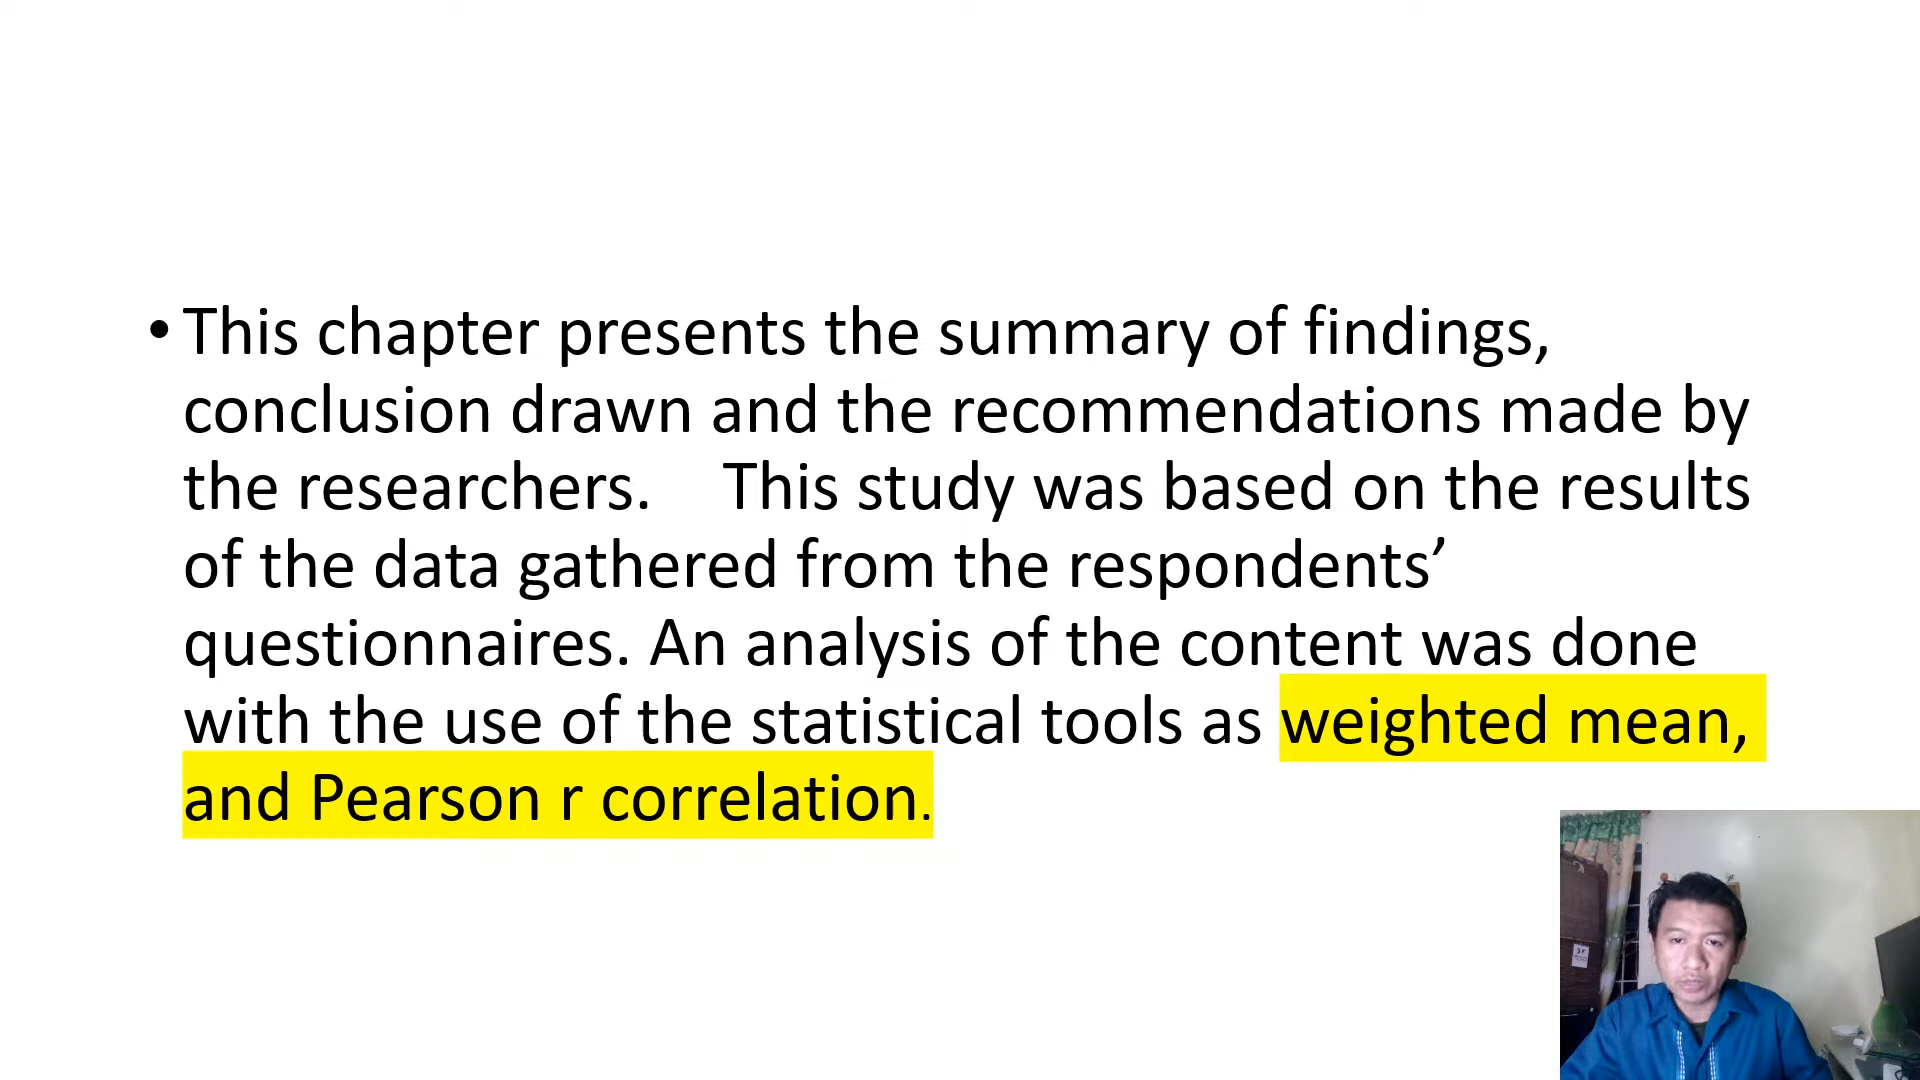 • This chapter presents the summary of findings,
conclusion drawn and the recommendations made by
the researchers. This study was based on the results
of the data gathered from the respondents’
questionnaires. An analysis of the content was done
with the use of the statistical tools as weighted mean,
and Pearson r correlation.